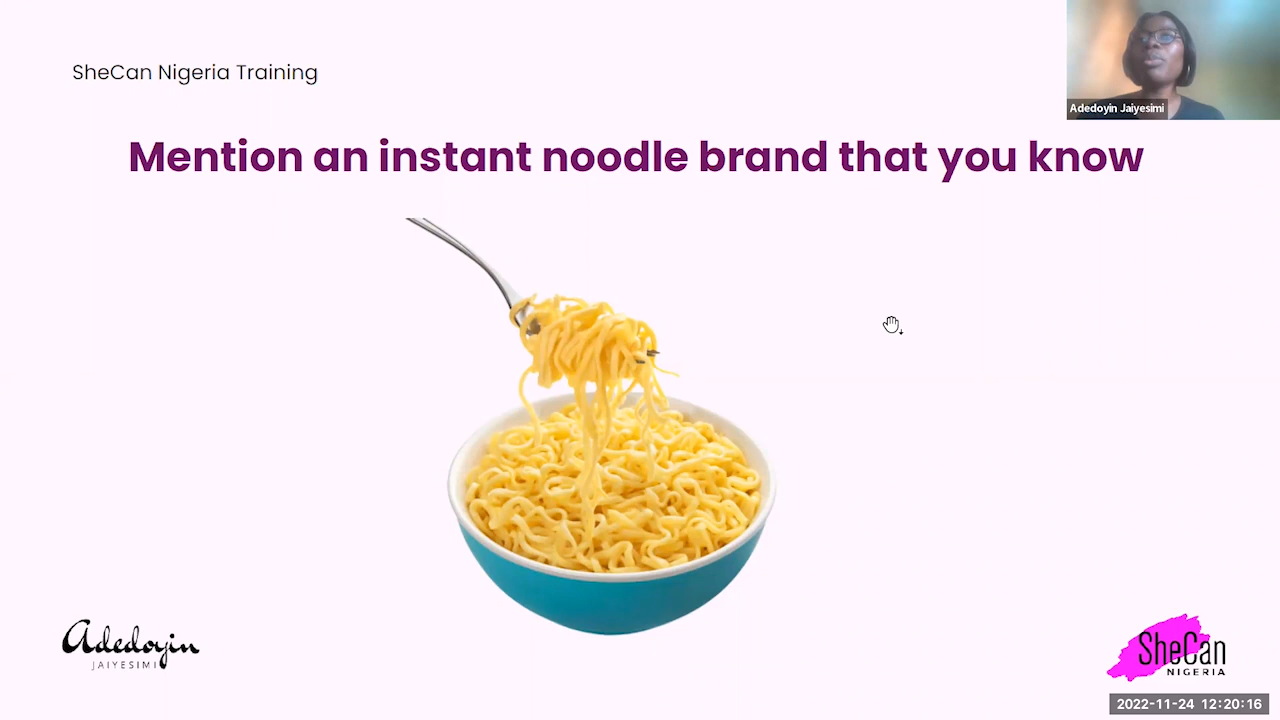 SheCan Nigeria Training
Adedoyin Jaiyesimi
Mention an instant noodle brand that you know
Adedoyin
JAIYESIMI
SheCan
NIGERIA
2022-11-24 12:20:16